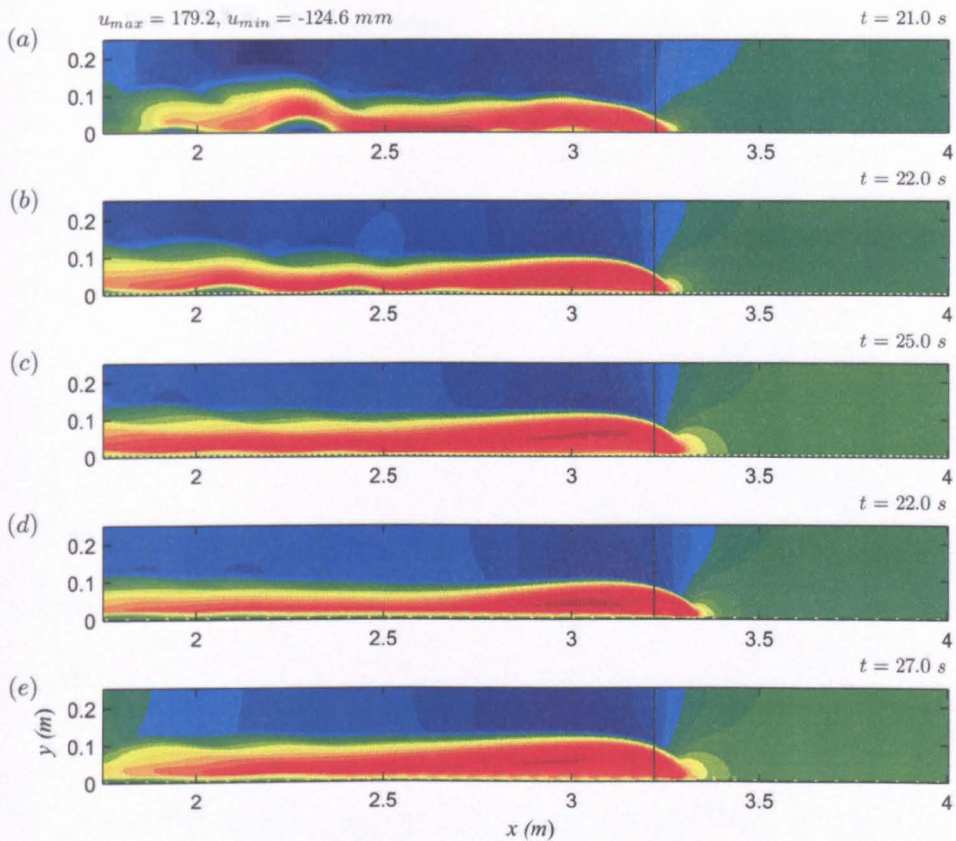 u_max = 179.2, u_min = -124.6 mm
t = 21.0 s
(a)
0.2
0.1
0
2 2.5 3 3.5 4
t = 22.0 s
(b)
0.2
0.1
0
2 2.5 3 3.5 4
t = 25.0 s
(c)
0.2
0.1
0
2 2.5 3 3.5 4
t = 22.0 s
(d)
0.2
0.1
0
2 2.5 3 3.5 4
t = 27.0 s
(e)
0.2
0.1
0
y (m)
2 2.5 3 3.5 4
x (m)